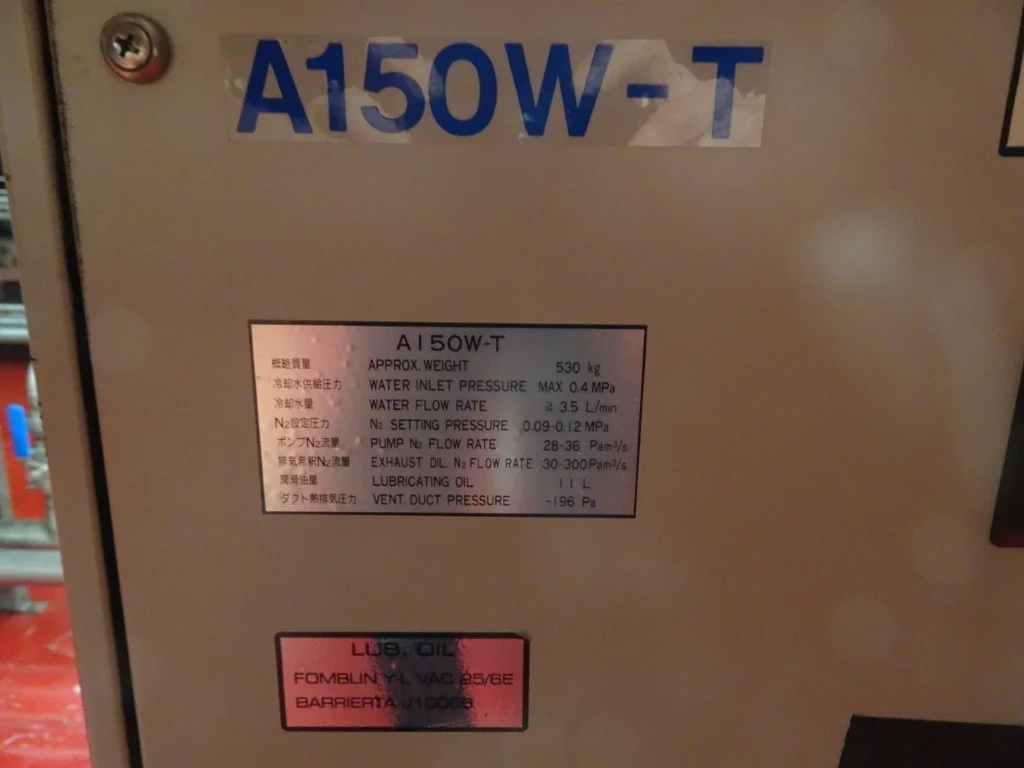 A150W-T
A150W-T
概略質量 APPROX. WEIGHT 530 kg
冷却水供給圧力 WATER INLET PRESSURE MAX 0.4 MPa
冷却水量 WATER FLOW RATE ≧ 3.5 L/min
N₂設定圧力 N₂ SETTING PRESSURE 0.09-0.12 MPa
ポンプN₂流量 PUMP N₂ FLOW RATE 28-36 Pam³/s
排気希釈N₂流量 EXHAUST DIL. N₂ FLOW RATE 30-300 Pam³/s
潤滑油量 LUBRICATING OIL 11 L
ダクト熱排気圧力 VENT. DUCT PRESSURE -196 Pa
LUB. OIL
FOMBLIN Y-L VAC 25/6E
BARRIERTA J100ES